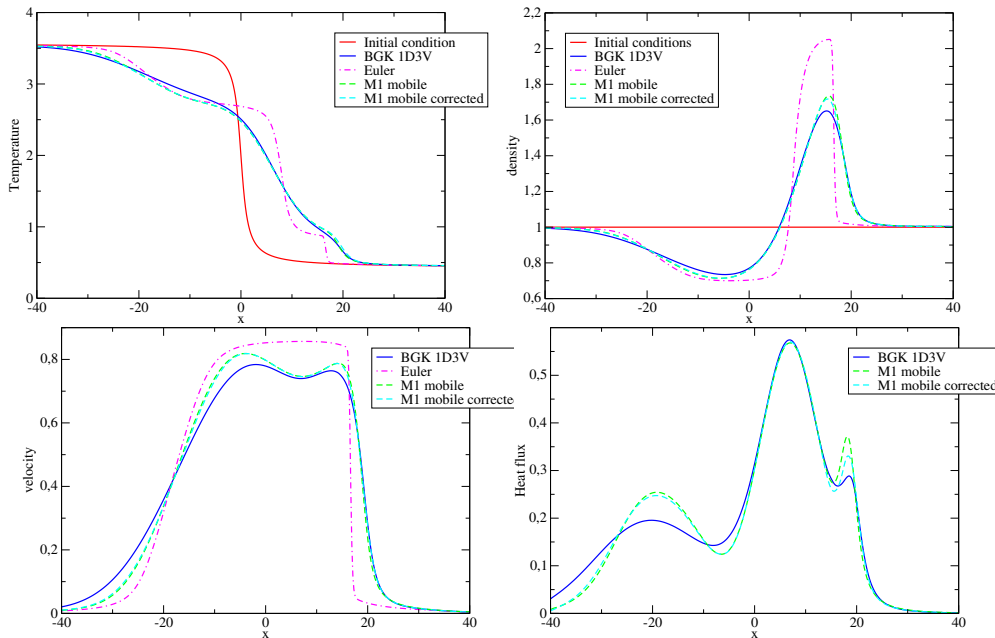 4
3
2
1
0
Temperature
-40
-20
0
20
40
x
Initial condition
BGK 1D3V
Euler
M1 mobile
M1 mobile corrected
2,2
2
1,8
1,6
1,4
1,2
1
0,8
0,6
density
-40
-20
0
20
40
x
Initial conditions
BGK 1D3V
Euler
M1 mobile
M1 mobile corrected
0,8
0,6
0,4
0,2
0
velocity
-40
-20
0
20
40
x
BGK 1D3V
Euler
M1 mobile
M1 mobile corrected
0,5
0,4
0,3
0,2
0,1
0
Heat flux
-40
-20
0
20
40
x
BGK 1D3V
M1 mobile
M1 mobile corrected